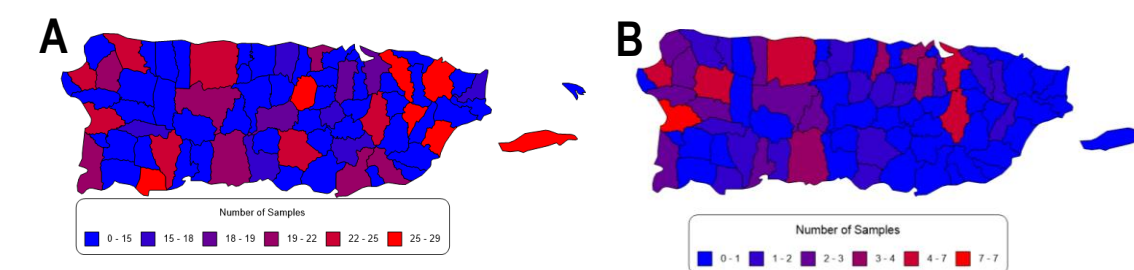 A
Number of Samples
0 - 15 15 - 18 18 - 19 19 - 22 22 - 25 25 - 29
B
Number of Samples
0 - 1 1 - 2 2 - 3 3 - 4 4 - 7 7 - 7